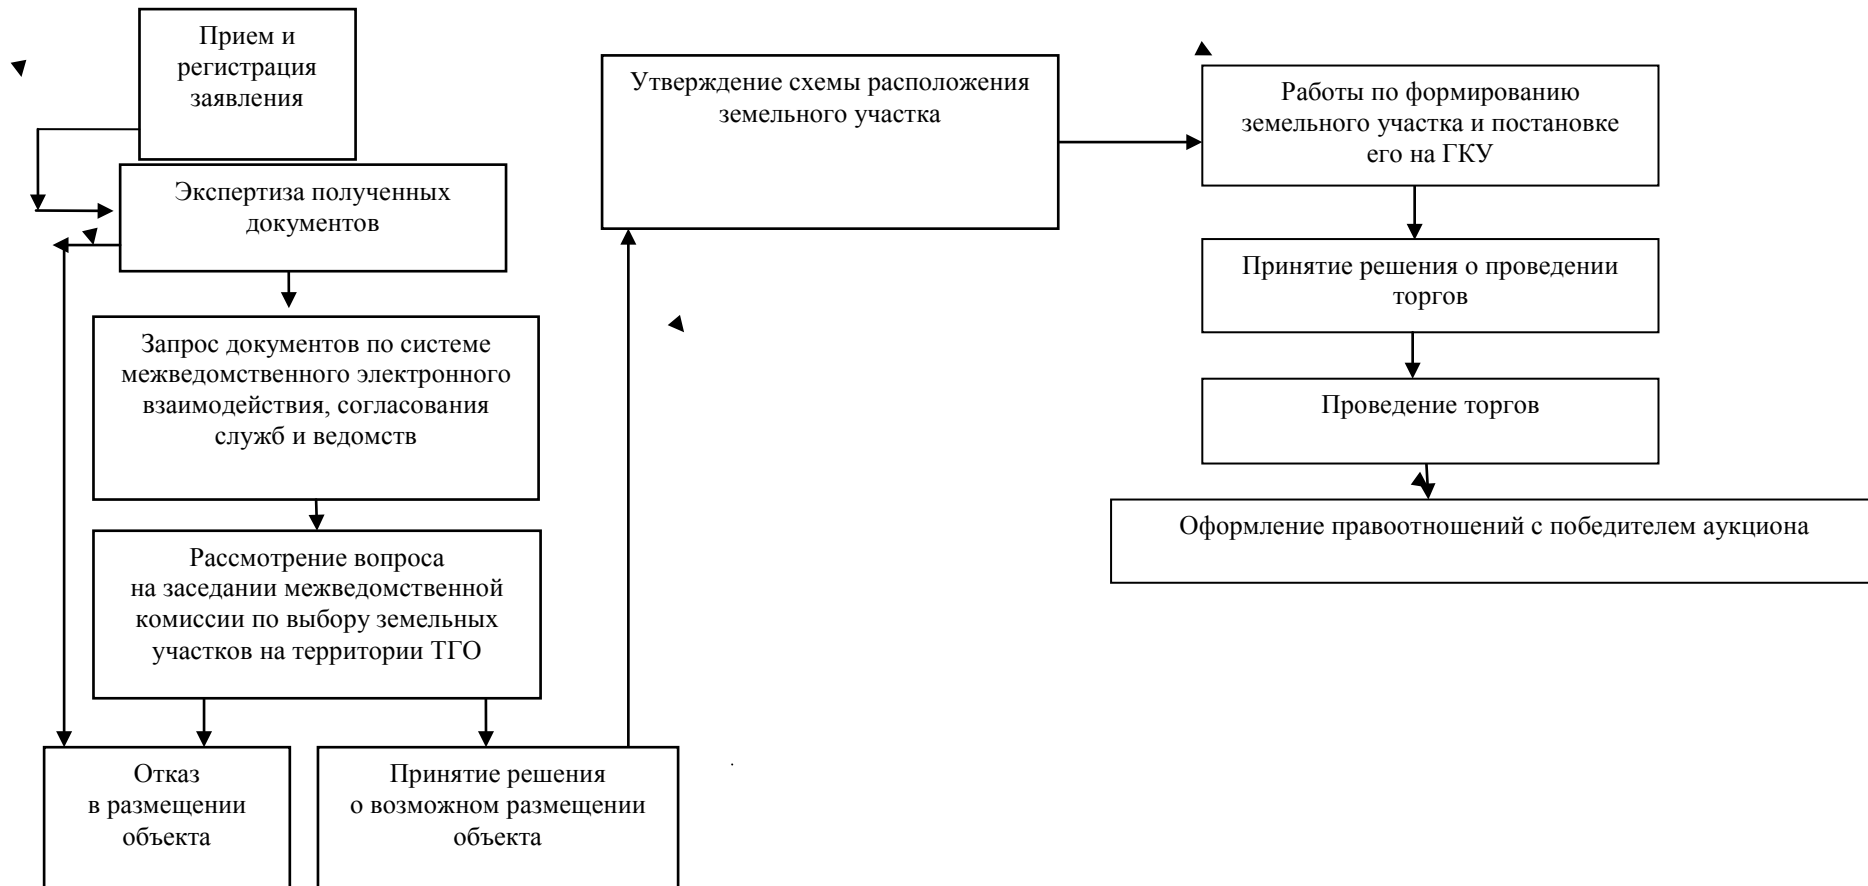 Прием и
регистрация
заявления
Экспертиза полученных
документов
Запрос документов по системе
межведомственного электронного
взаимодействия, согласования
служб и ведомств
Рассмотрение вопроса
на заседании межведомственной
комиссии по выбору земельных
участков на территории ТГО
Отказ
в размещении
объекта
Принятие решения
о возможном размещении
объекта
Утверждение схемы расположения
земельного участка
Работы по формированию
земельного участка и постановке
его на ГКУ
Принятие решения о проведении
торгов
Проведение торгов
Оформление правоотношений с победителем аукциона